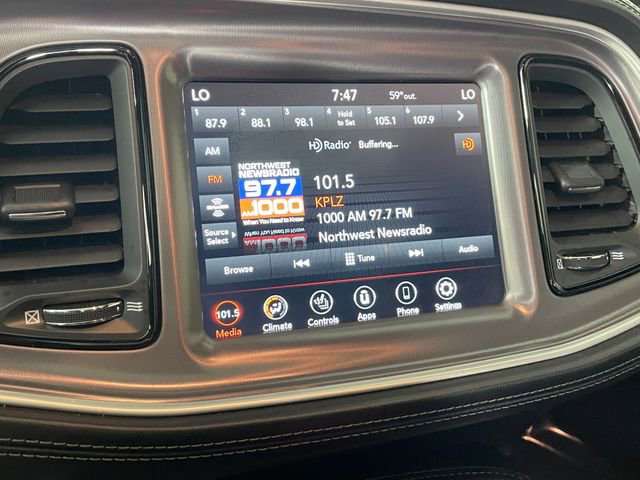 LO 7:47 59°out. LO
1 87.9 2 88.1 3 98.1 4 Hold to Set 5 105.1 6 107.9
AM
HD Radio Buffering... HD
FM
NORTHWEST
NEWSRADIO
97.7
AM1000
When You Need to Know
101.5
KPLZ
1000 AM 97.7 FM
Northwest Newsradio
Source
Select
Browse Tune Audio
101.5
Media Climate Controls Apps Phone Settings